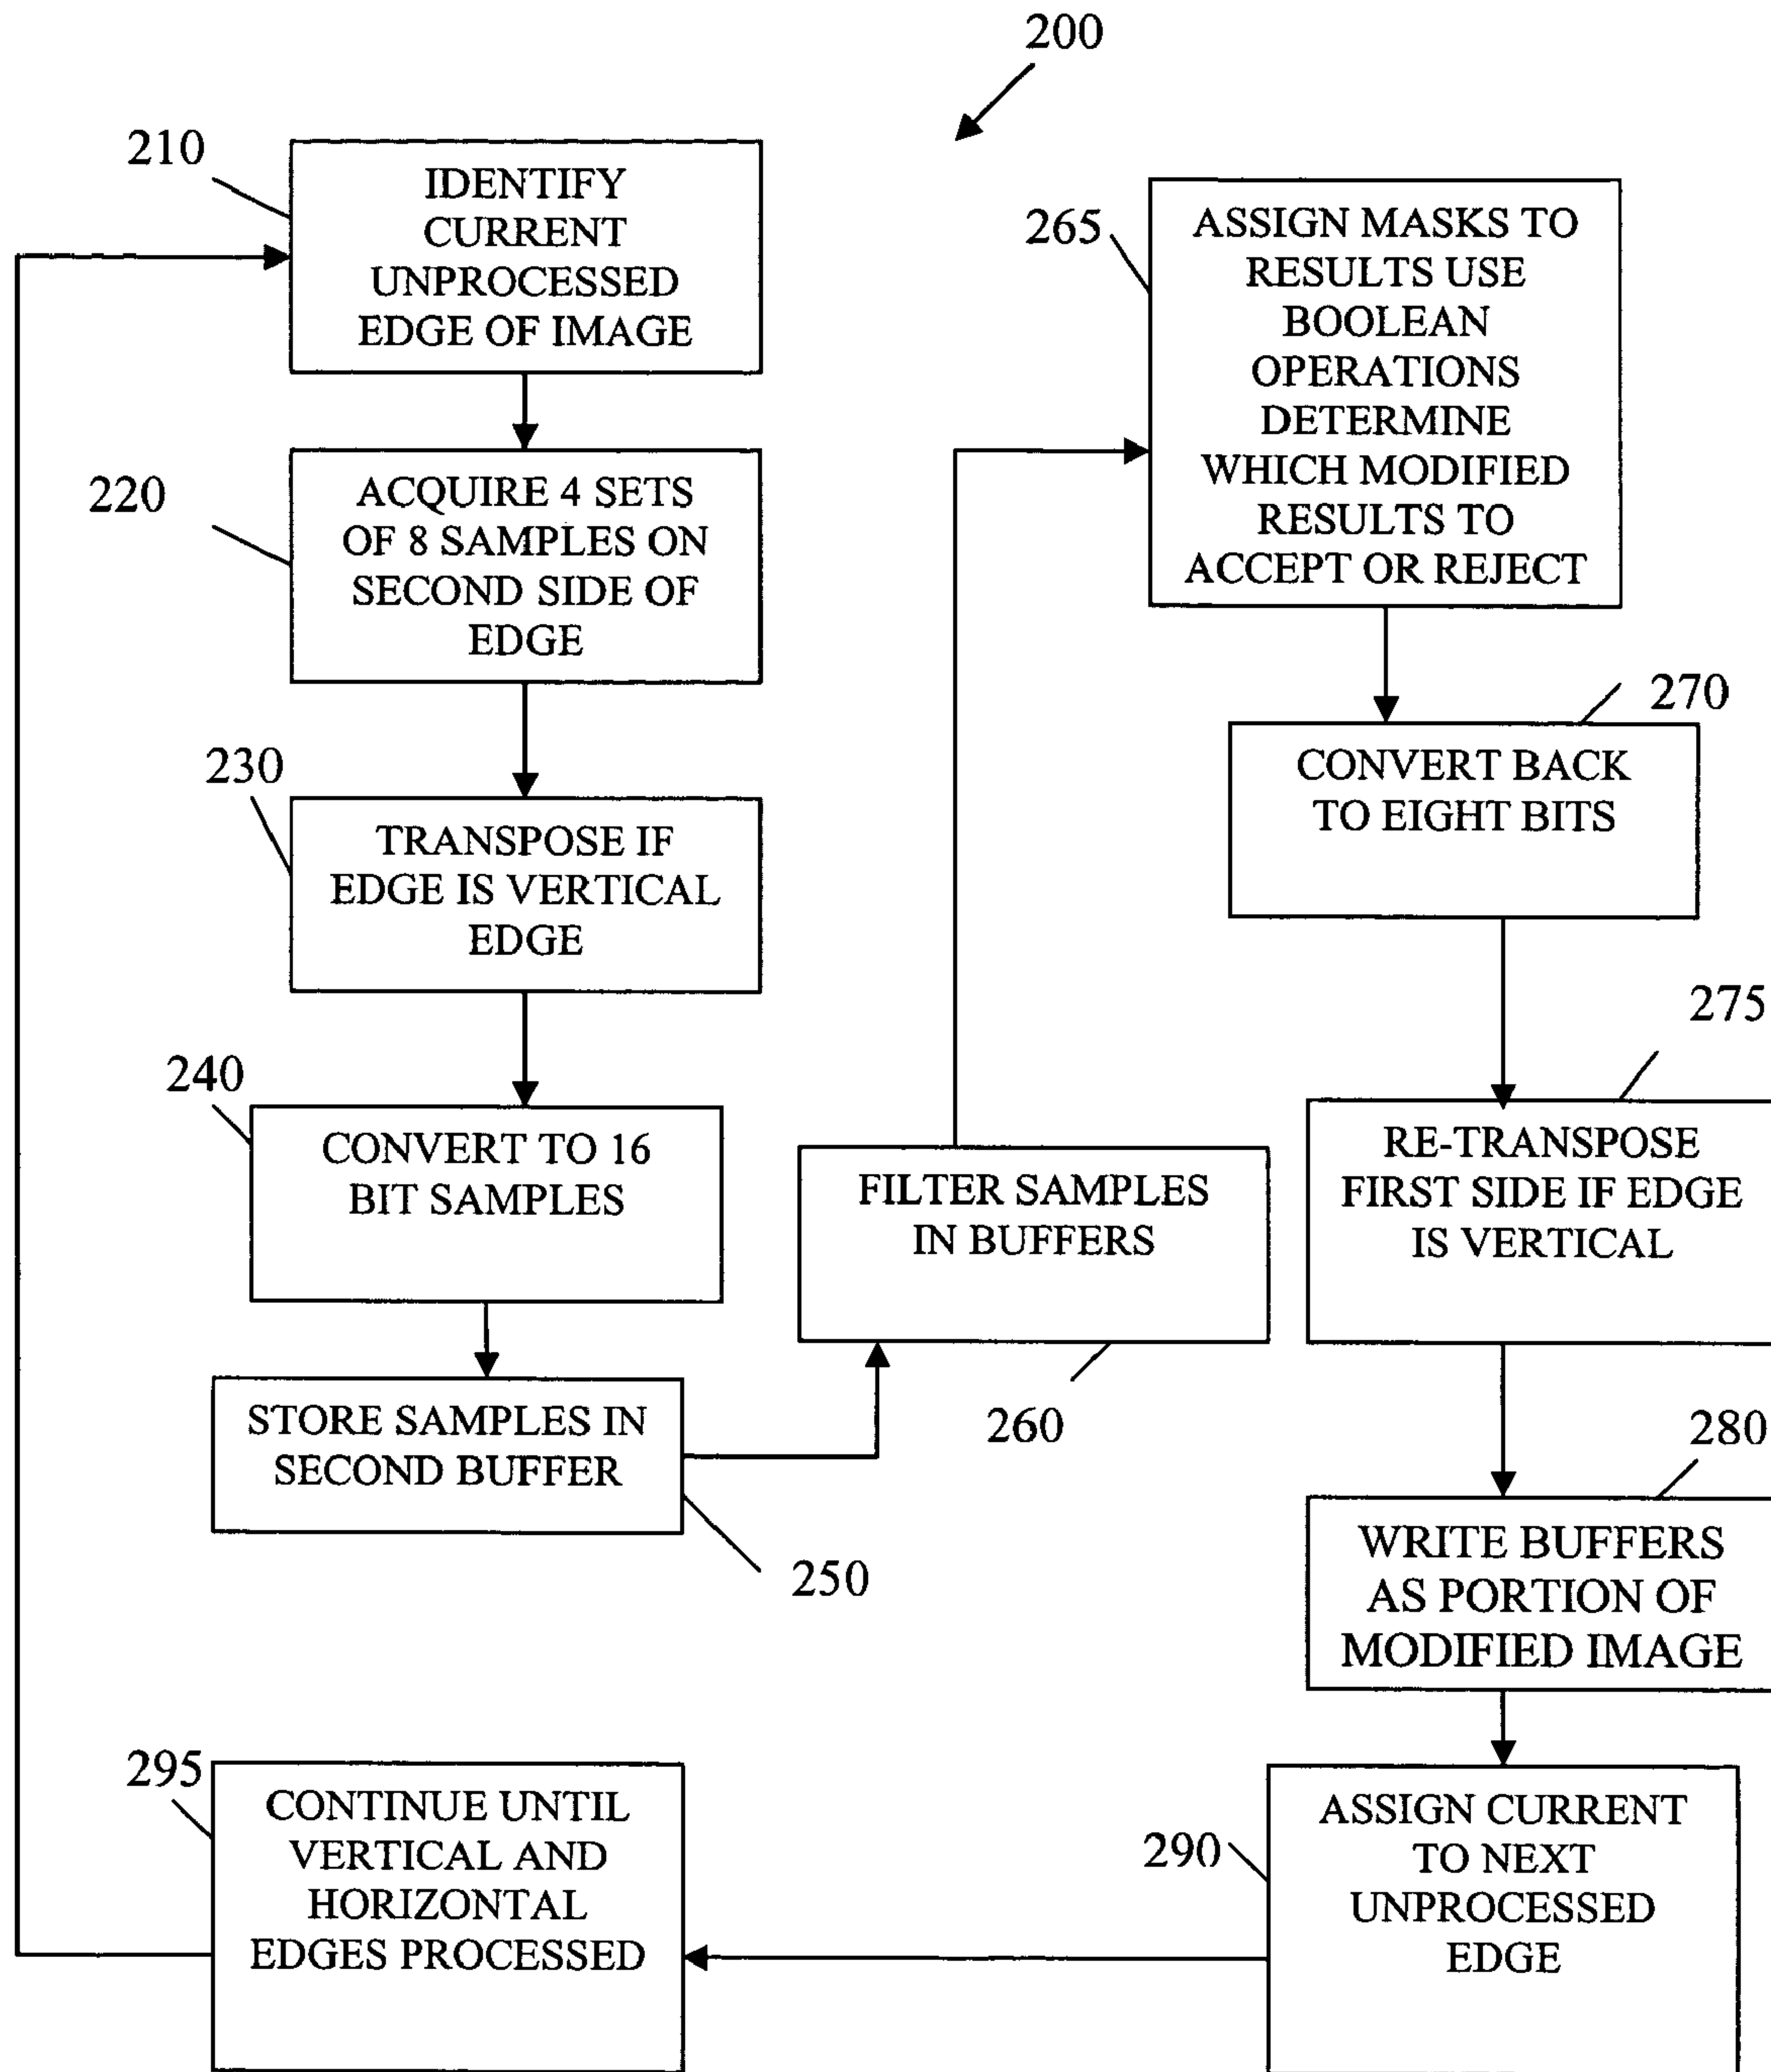 200
210
IDENTIFY
CURRENT
UNPROCESSED
EDGE OF IMAGE
220
ACQUIRE 4 SETS
OF 8 SAMPLES ON
SECOND SIDE OF
EDGE
230
TRANSPOSE IF
EDGE IS VERTICAL
EDGE
240
CONVERT TO 16
BIT SAMPLES
STORE SAMPLES IN
SECOND BUFFER
250
FILTER SAMPLES
IN BUFFERS
260
265
ASSIGN MASKS TO
RESULTS USE
BOOLEAN
OPERATIONS
DETERMINE
WHICH MODIFIED
RESULTS TO
ACCEPT OR REJECT
270
CONVERT BACK
TO EIGHT BITS
275
RE-TRANSPOSE
FIRST SIDE IF EDGE
IS VERTICAL
280
WRITE BUFFERS
AS PORTION OF
MODIFIED IMAGE
290
ASSIGN CURRENT
TO NEXT
UNPROCESSED
EDGE
295
CONTINUE UNTIL
VERTICAL AND
HORIZONTAL
EDGES PROCESSED